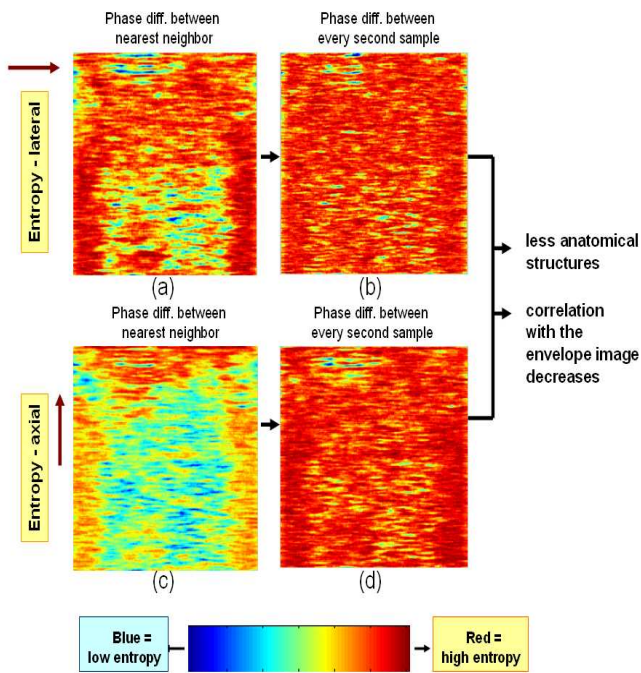 Phase diff. between
nearest neighbor
Phase diff. between
every second sample
Entropy - lateral
(a)
(b)
less anatomical
structures
correlation
with the
envelope image
decreases
Phase diff. between
nearest neighbor
Phase diff. between
every second sample
Entropy - axial
(c)
(d)
Blue =
low entropy
Red =
high entropy